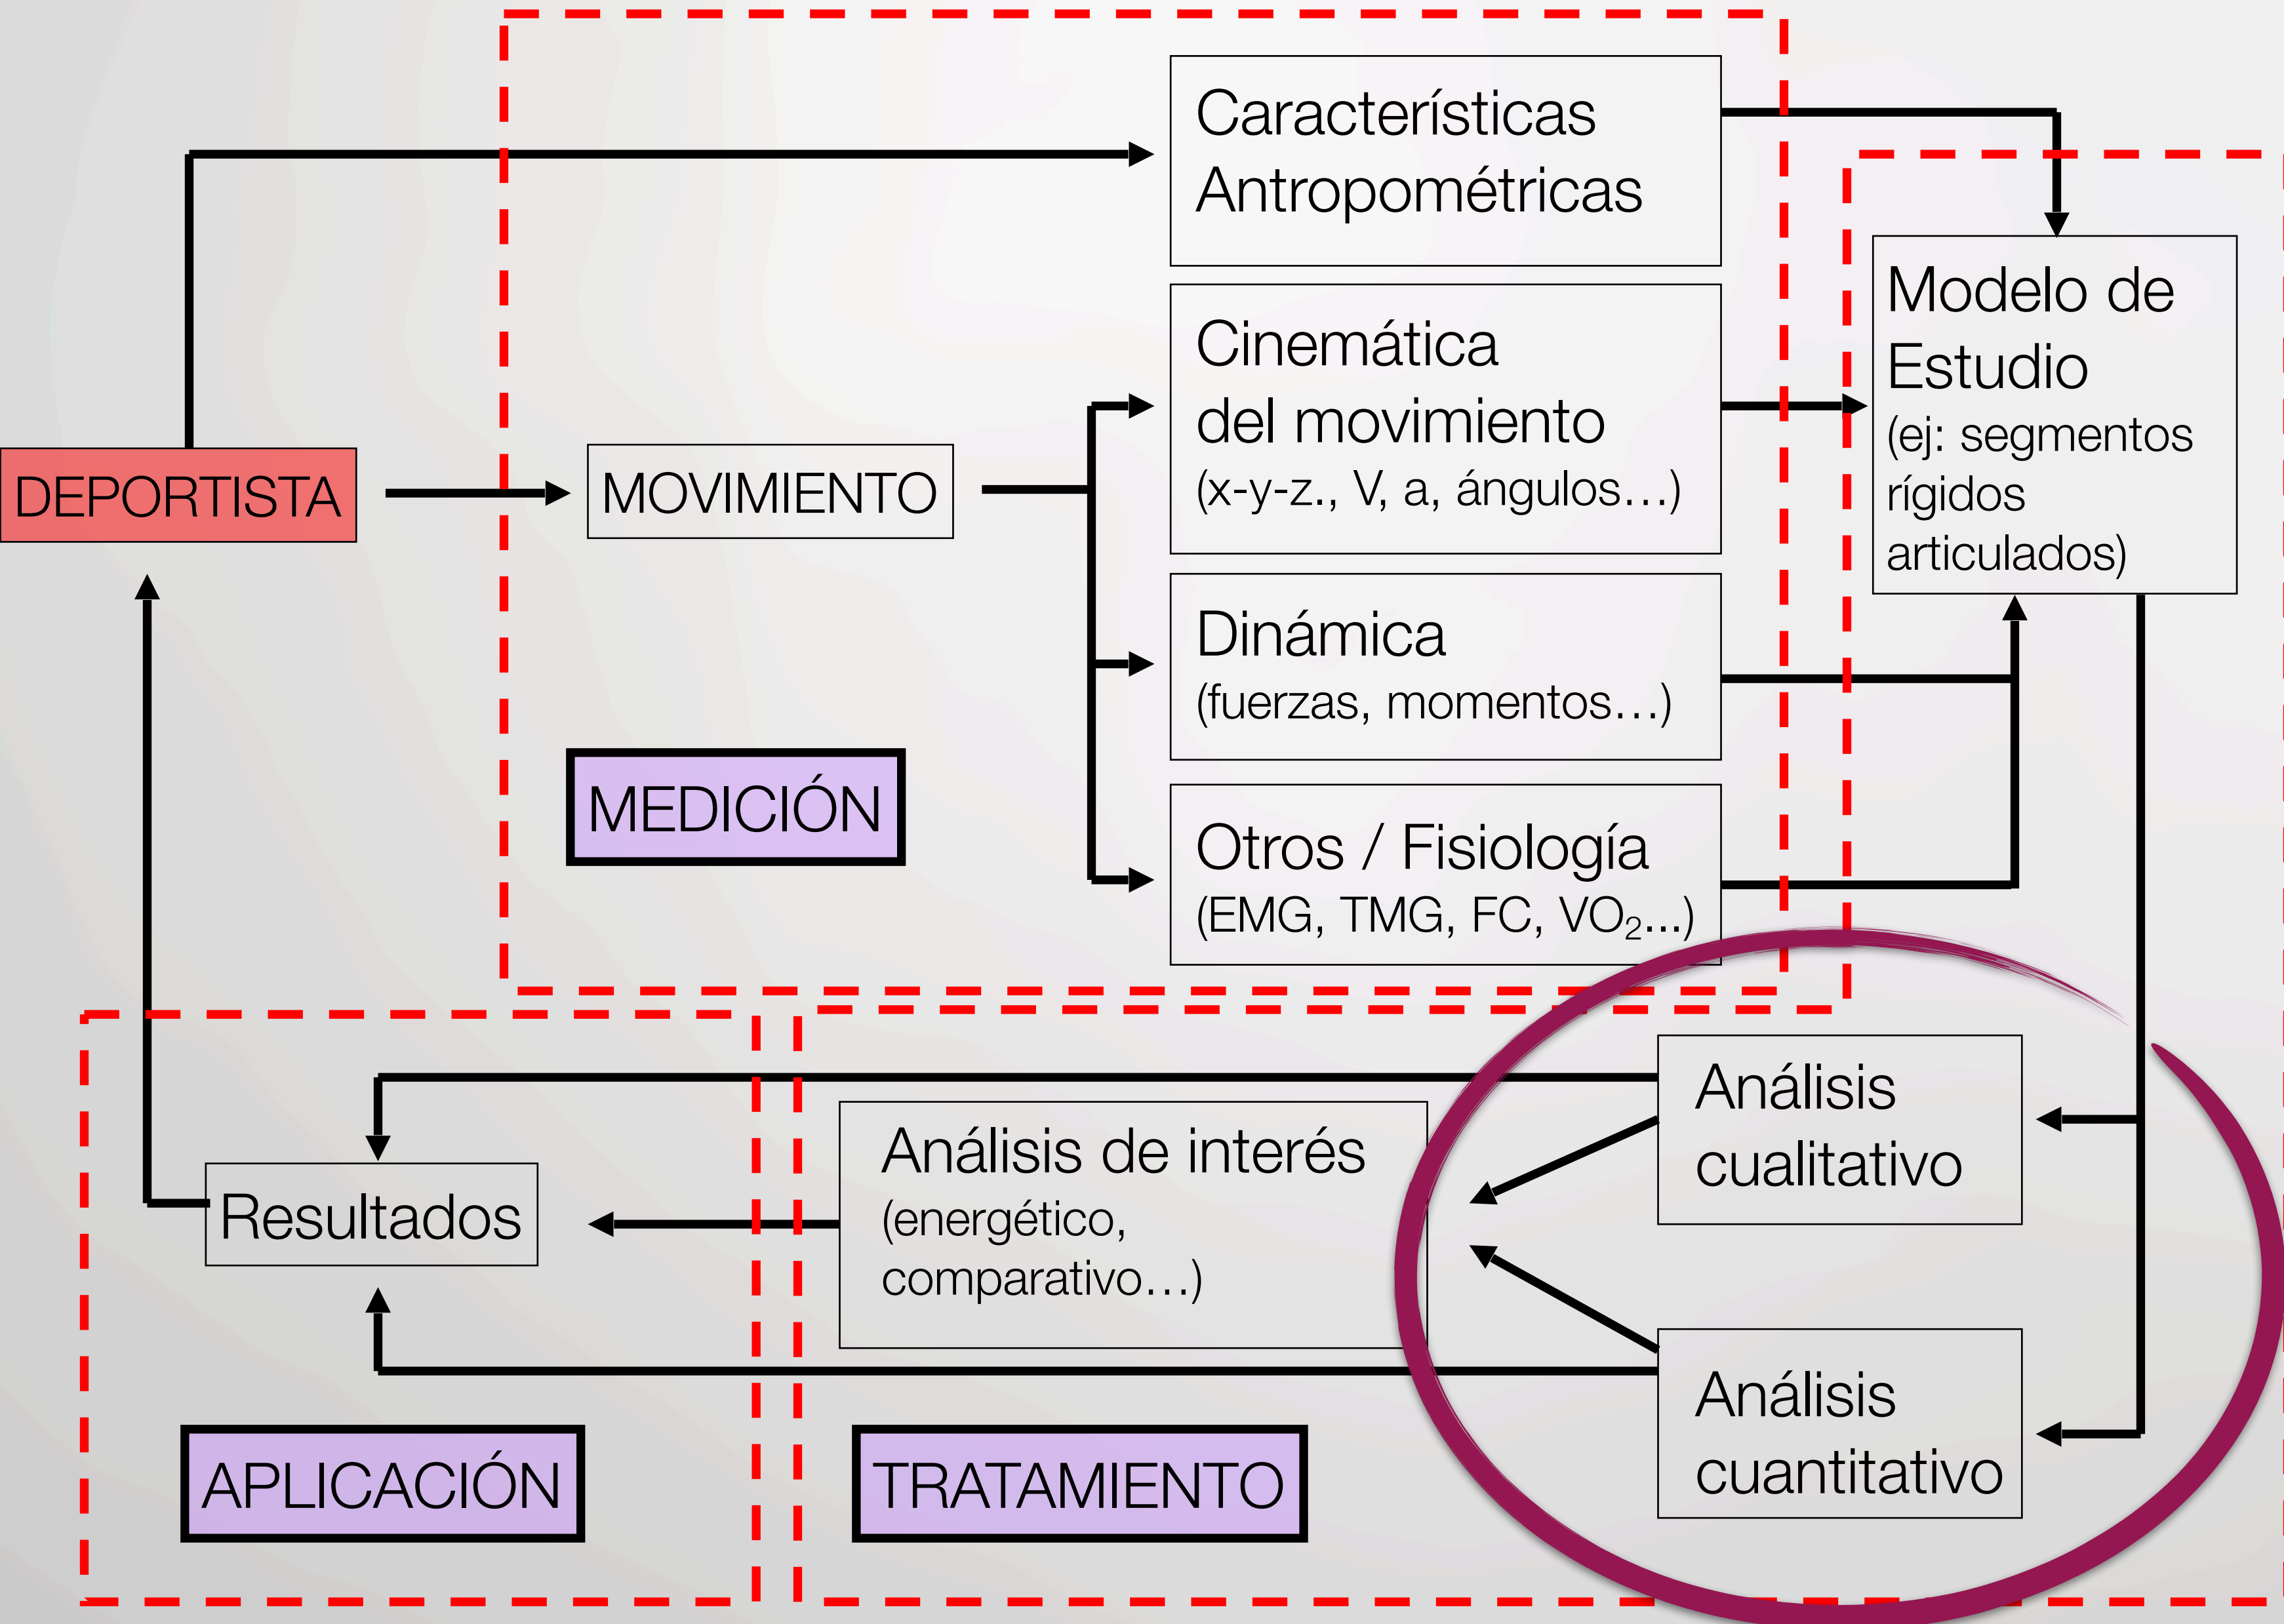 Características
Antropométricas
Cinemática
del movimiento
(x-y-z., V, a, ángulos…)
Modelo de
Estudio
(ej: segmentos
rígidos
articulados)
DEPORTISTA
MOVIMIENTO
Dinámica
(fuerzas, momentos…)
MEDICIÓN
Otros / Fisiología
(EMG, TMG, FC, VO₂...)
Análisis
cualitativo
Análisis de interés
(energético,
comparativo…)
Resultados
Análisis
cuantitativo
APLICACIÓN
TRATAMIENTO